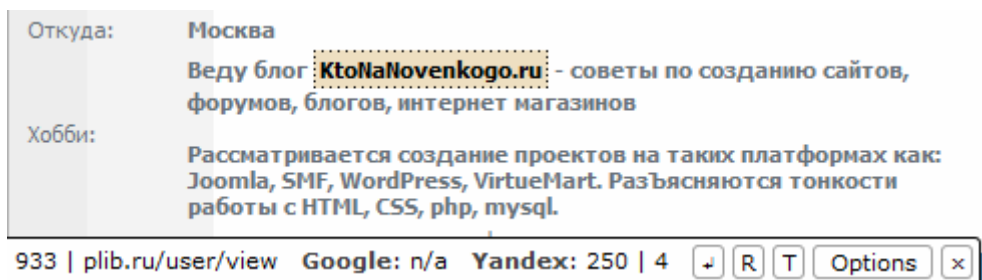 Откуда: Москва
Веду блог KtoNaNovenkogo.ru - советы по созданию сайтов,
форумов, блогов, интернет магазинов
Хобби:
Рассматривается создание проектов на таких платформах как:
Joomla, SMF, WordPress, VirtueMart. РазЪясняются тонкости
работы с HTML, CSS, php, mysql.
933 | plib.ru/user/view Google: n/a Yandex: 250 | 4 ↲ R T Options ×